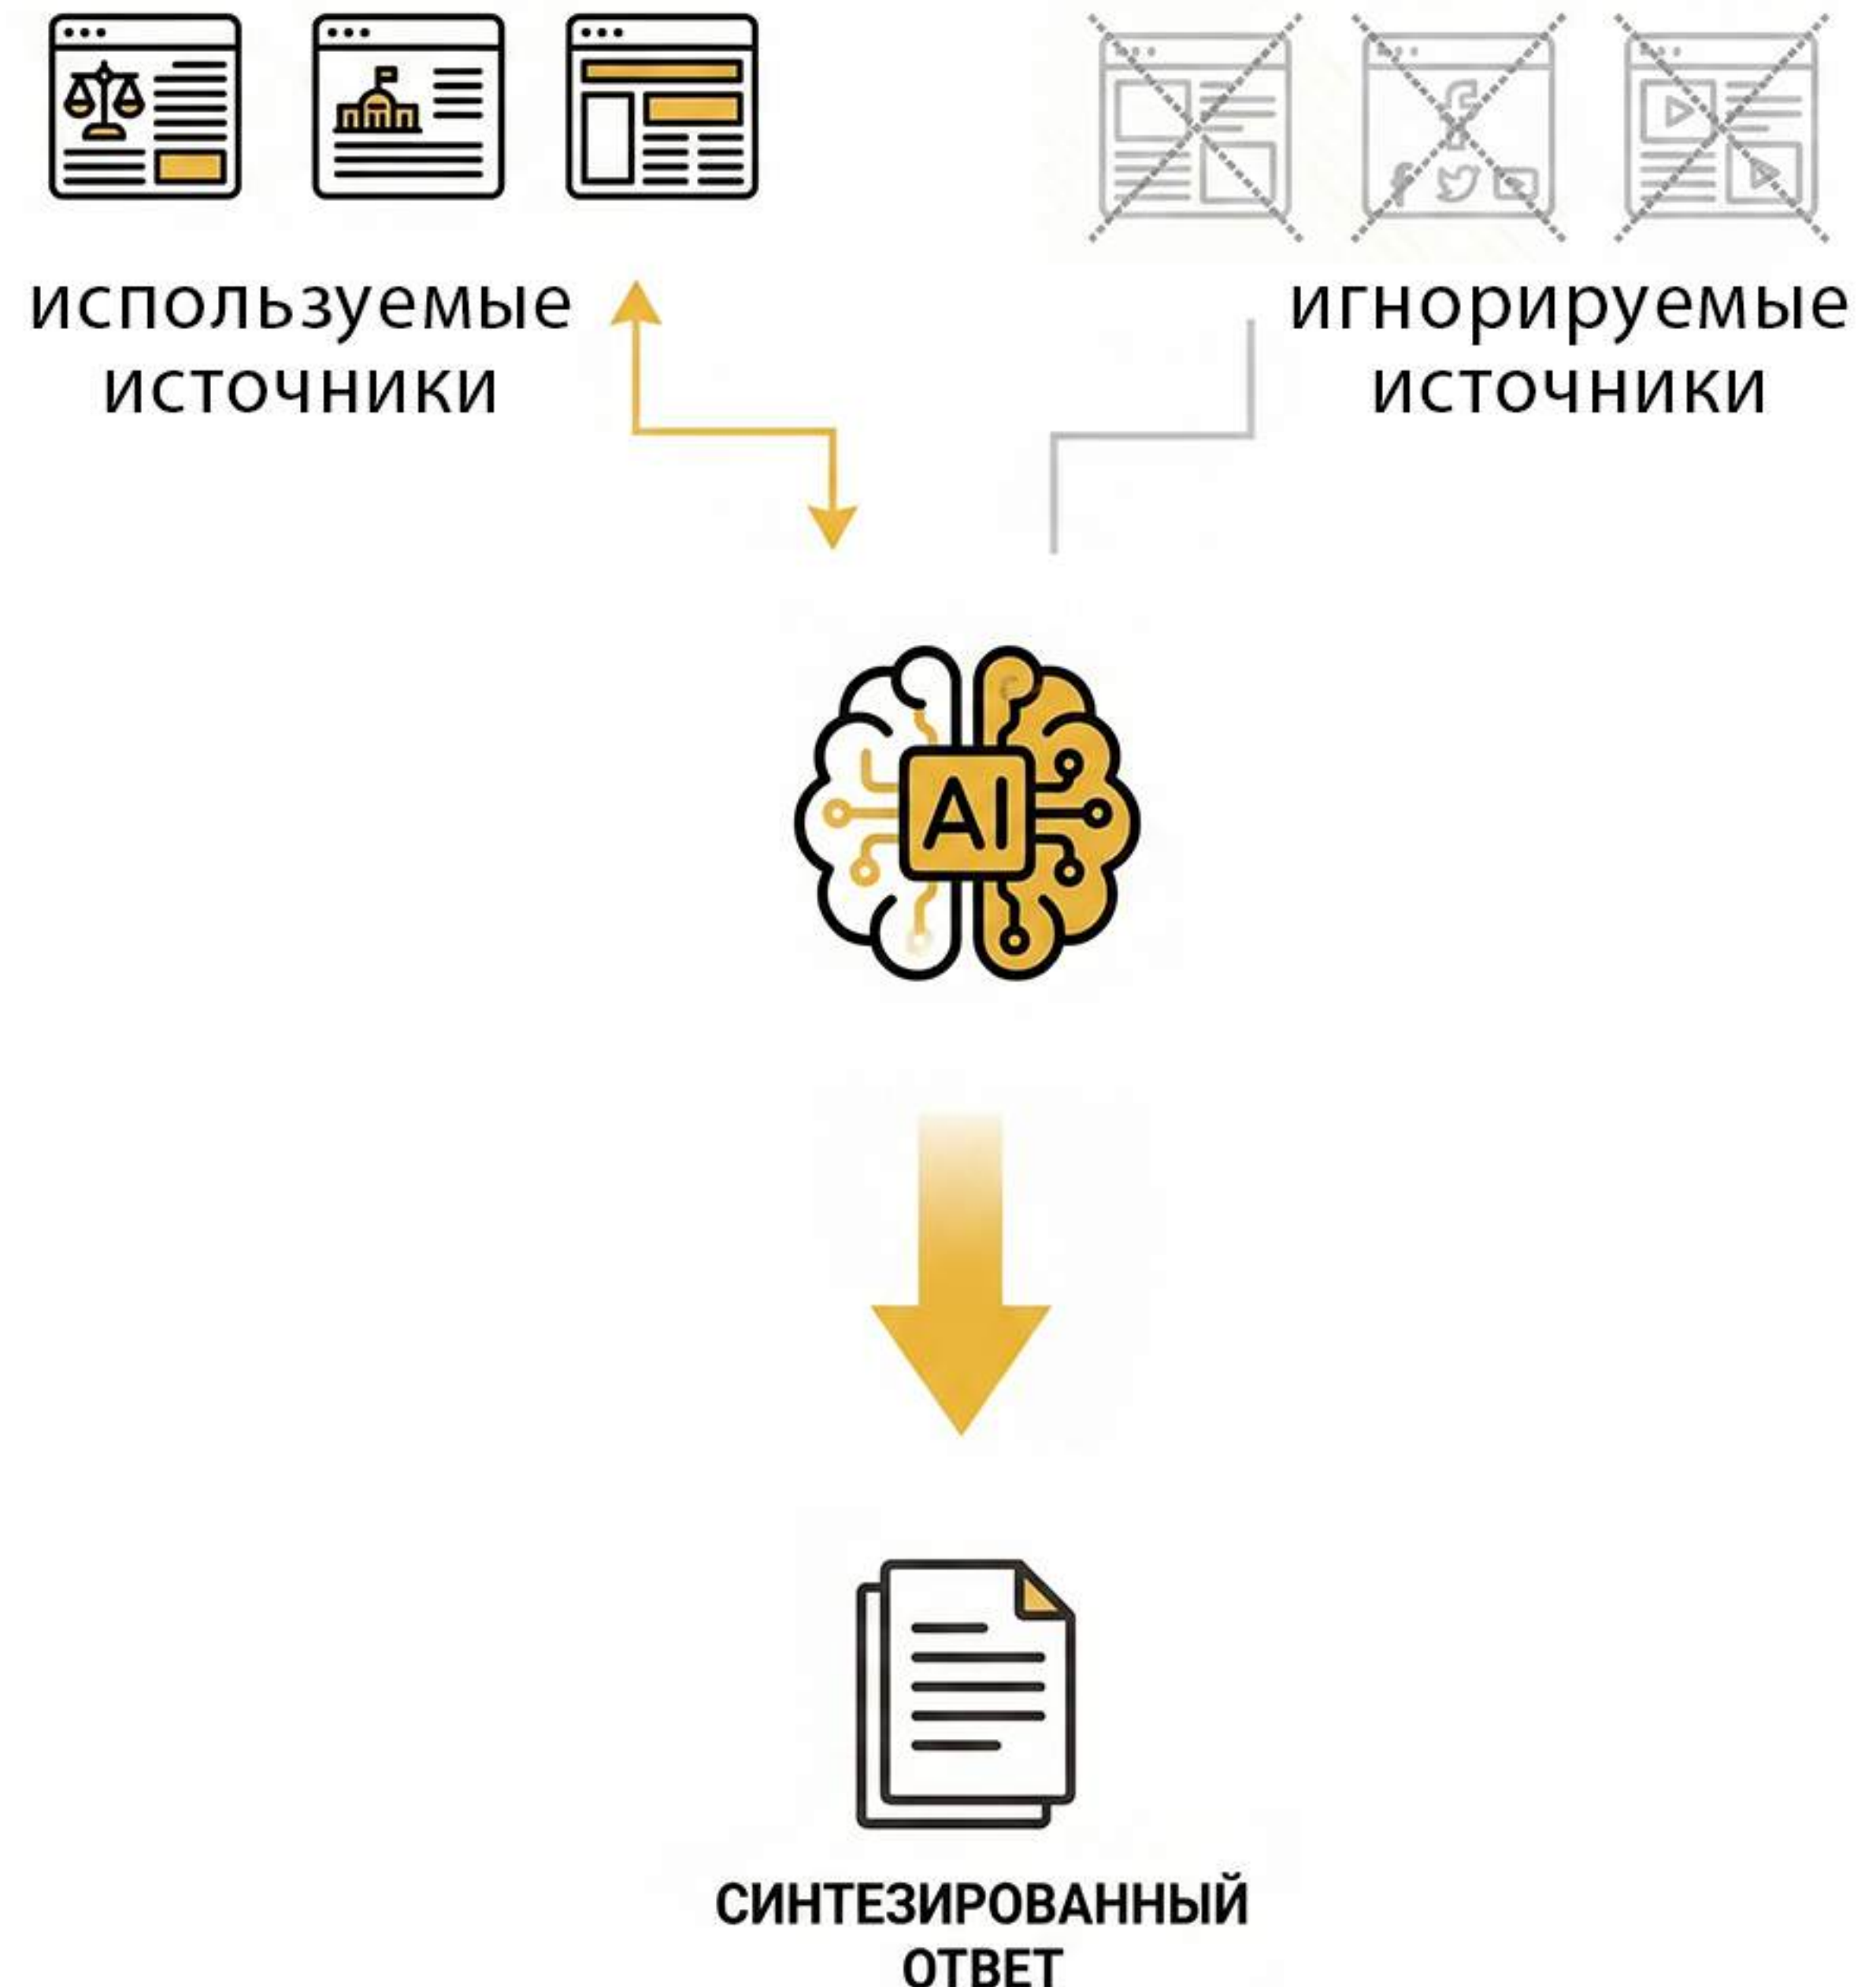 используемые
источники
игнорируемые
источники
AI
СИНТЕЗИРОВАННЫЙ
ОТВЕТ